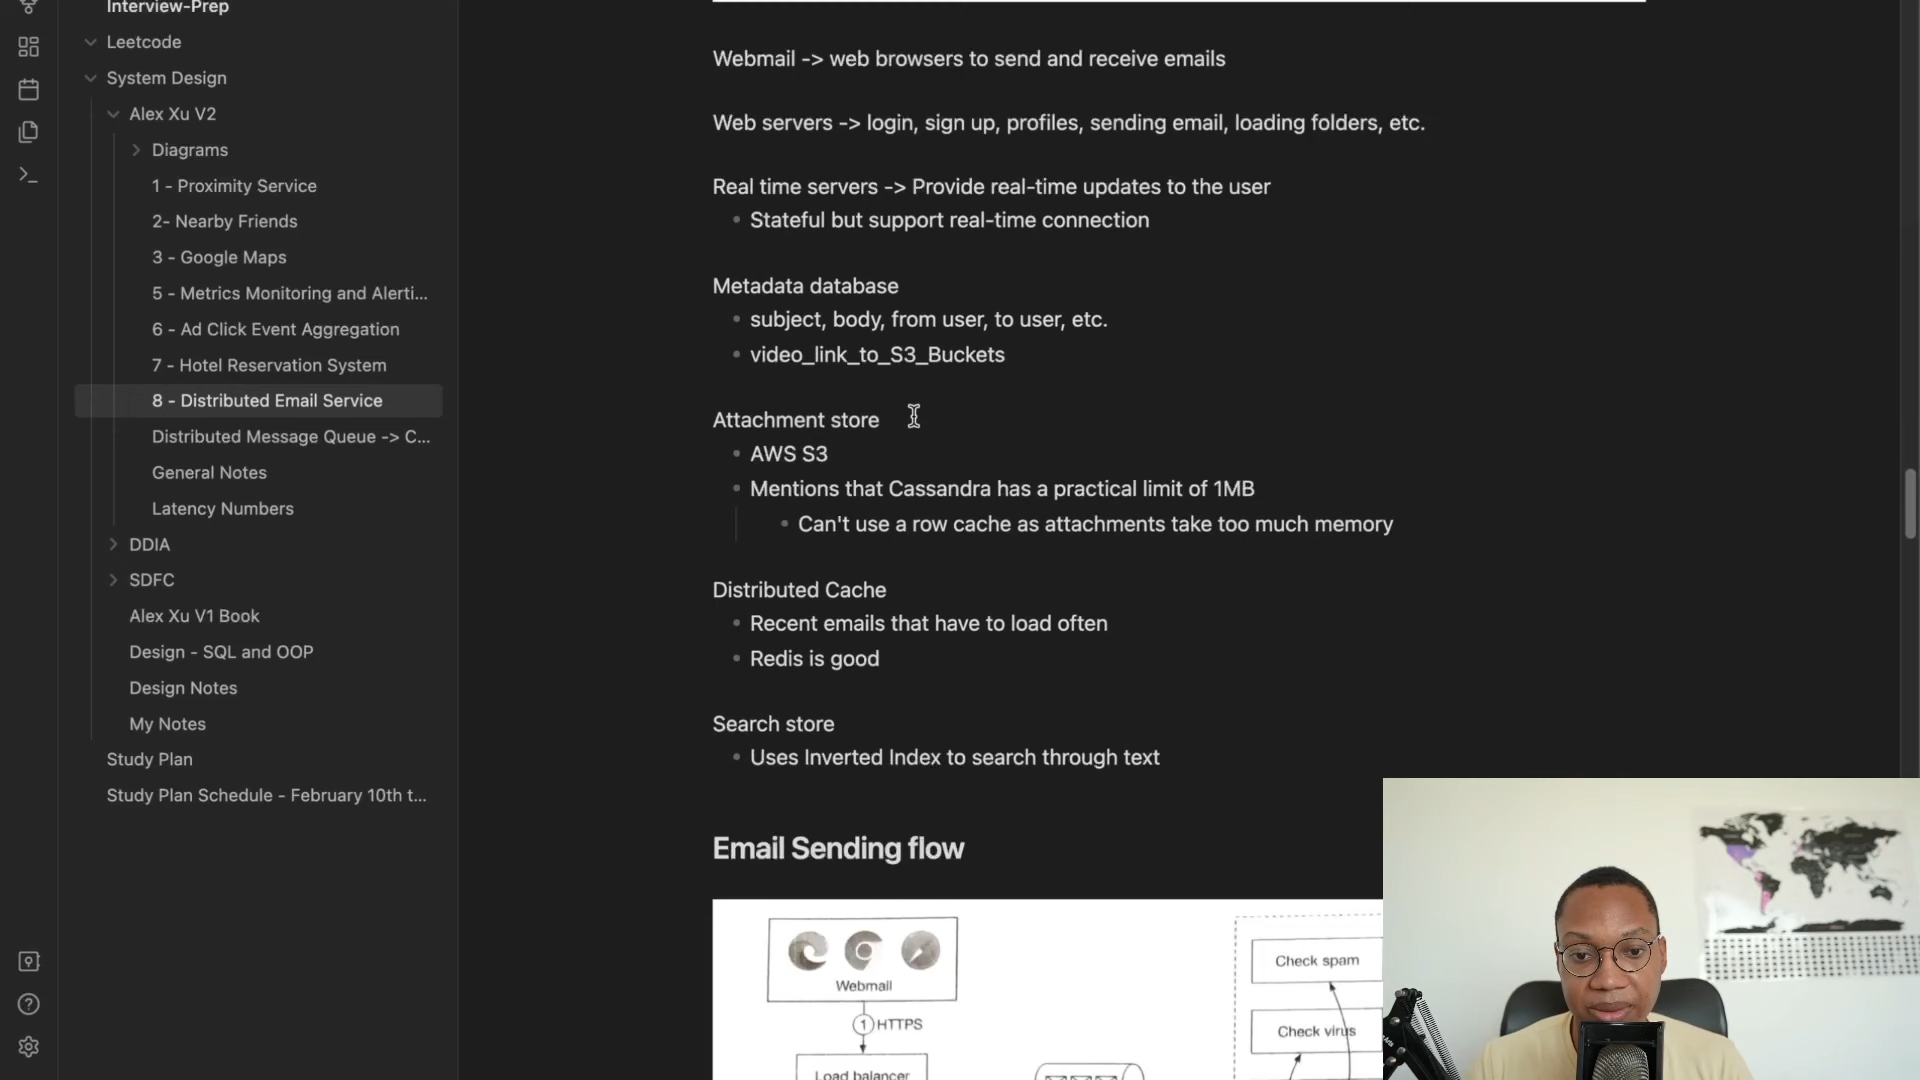 Interview-Prep
Leetcode
System Design
Alex Xu V2
Diagrams
1 - Proximity Service
2- Nearby Friends
3 - Google Maps
5 - Metrics Monitoring and Alerti...
6 - Ad Click Event Aggregation
7 - Hotel Reservation System
8 - Distributed Email Service
Distributed Message Queue -> C...
General Notes
Latency Numbers
DDIA
SDFC
Alex Xu V1 Book
Design - SQL and OOP
Design Notes
My Notes
Study Plan
Study Plan Schedule - February 10th t...
Webmail -> web browsers to send and receive emails
Web servers -> login, sign up, profiles, sending email, loading folders, etc.
Real time servers -> Provide real-time updates to the user
Stateful but support real-time connection
Metadata database
subject, body, from user, to user, etc.
video_link_to_S3_Buckets
Attachment store
AWS S3
Mentions that Cassandra has a practical limit of 1MB
Can't use a row cache as attachments take too much memory
Distributed Cache
Recent emails that have to load often
Redis is good
Search store
Uses Inverted Index to search through text
Email Sending flow
Webmail
1 HTTPS
Load balancer
Check spam
Check virus